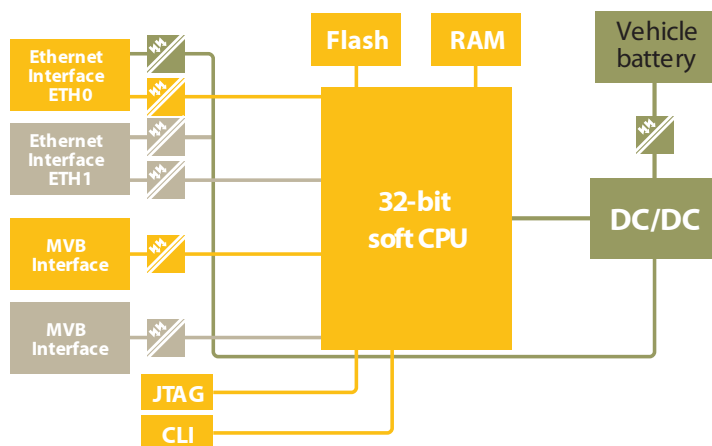 Ethernet
Interface
ETH0
Ethernet
Interface
ETH1
MVB
Interface
MVB
Interface
Flash
RAM
32-bit
soft CPU
JTAG
CLI
Vehicle
battery
DC/DC